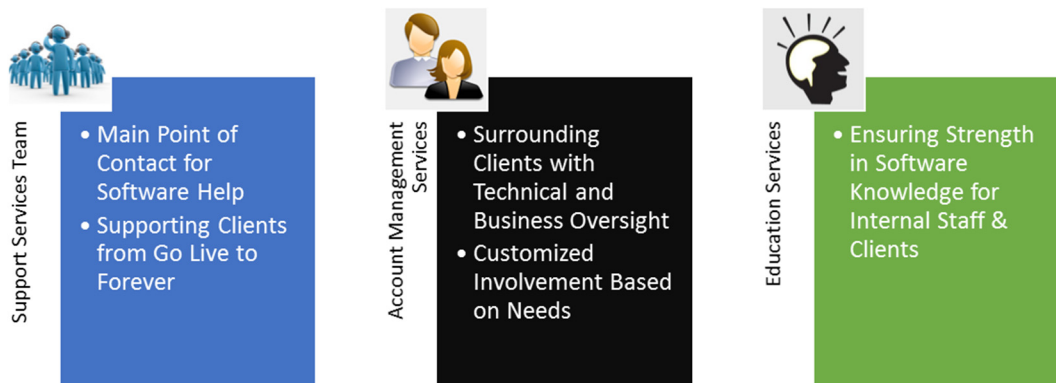 Support Services Team
• Main Point of
Contact for
Software Help
• Supporting Clients
from Go Live to
Forever
Account Management
Services
• Surrounding
Clients with
Technical and
Business Oversight
• Customized
Involvement Based
on Needs
Education Services
• Ensuring Strength
in Software
Knowledge for
Internal Staff &
Clients